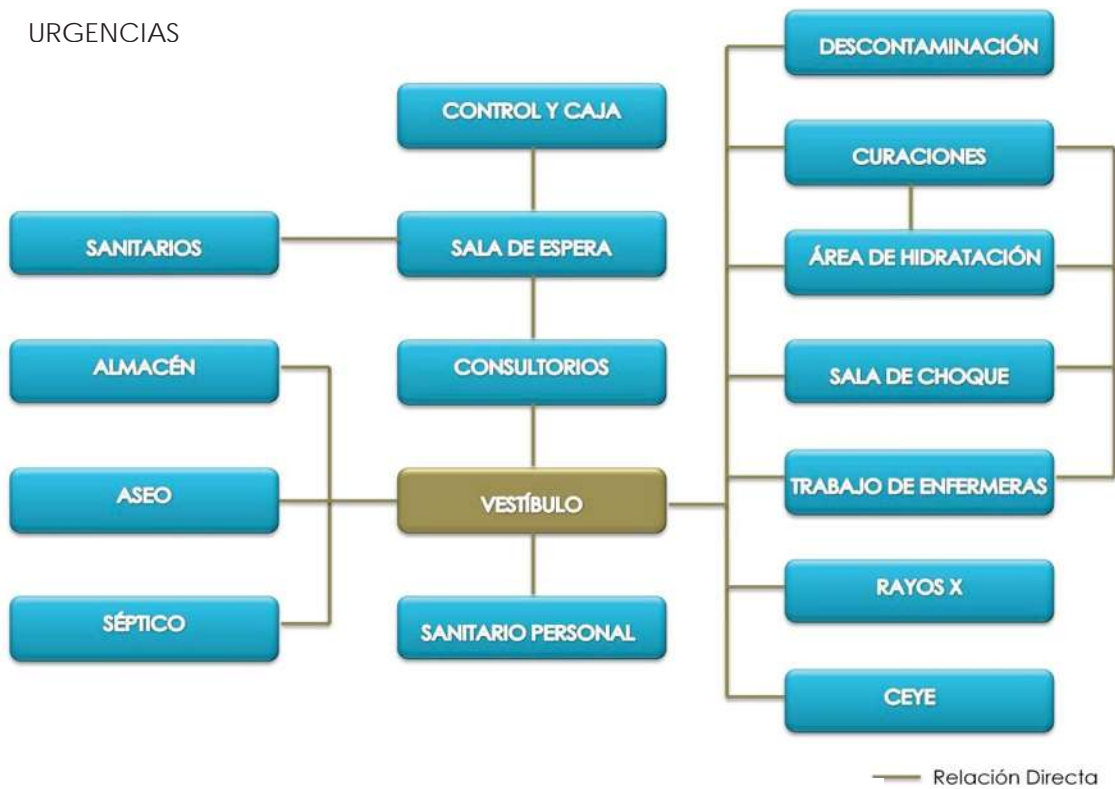 URGENCIAS
CONTROL Y CAJA
SANITARIOS
SALA DE ESPERA
ALMACÉN
CONSULTORIOS
ASEO
VESTÍBULO
SÉPTICO
SANITARIO PERSONAL
DESCONTAMINACIÓN
CURACIONES
ÁREA DE HIDRATACIÓN
SALA DE CHOQUE
TRABAJO DE ENFERMERAS
RAYOS X
CEYE
Relación Directa